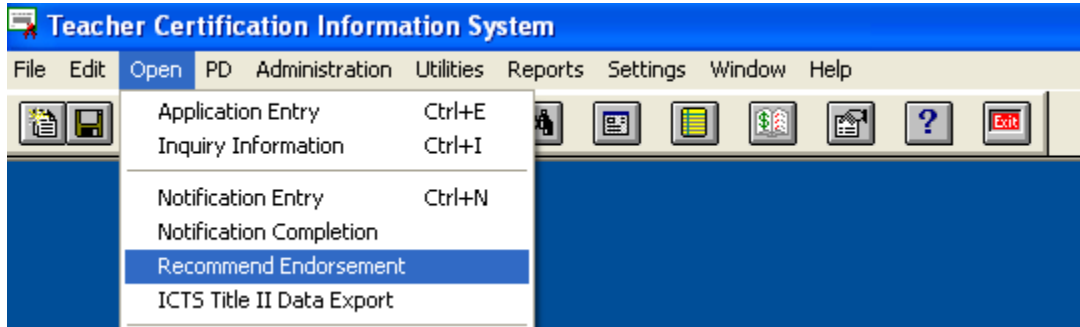 Teacher Certification Information System
File Edit Open PD Administration Utilities Reports Settings Window Help
? Exit
Application Entry Ctrl+E
Inquiry Information Ctrl+I
Notification Entry Ctrl+N
Notification Completion
Recommend Endorsement
ICTS Title II Data Export